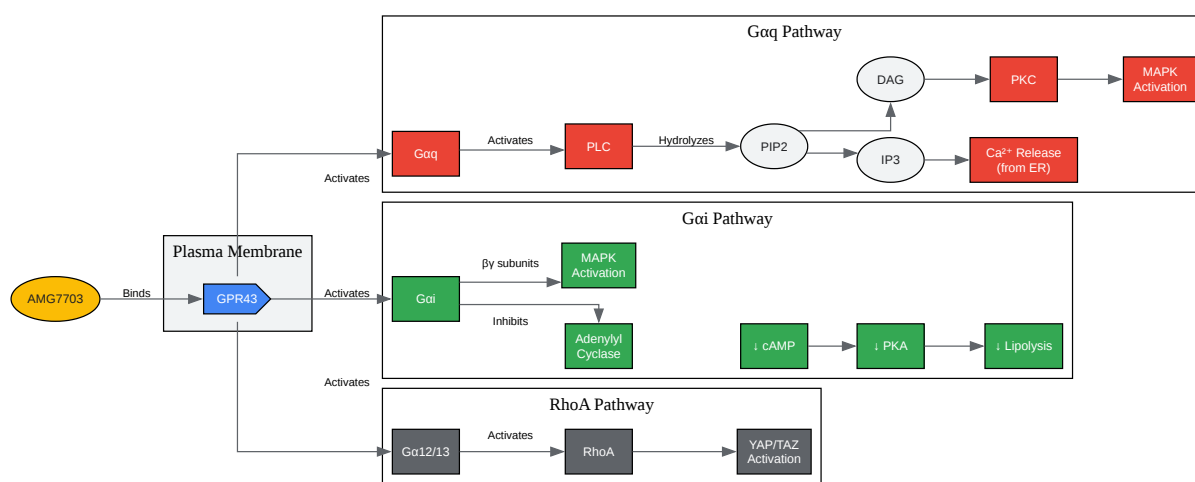 Gαq Pathway
DAG
PKC
MAPK
Activation
Activates
Hydrolyzes
Gαq
PLC
PIP2
IP3
Ca²⁺ Release
(from ER)
Activates
Gαi Pathway
Plasma Membrane
βγ subunits
MAPK
Activation
AMG7703
Binds
GPR43
Activates
Gαi
Inhibits
Adenylyl
Cyclase
↓ cAMP
↓ PKA
↓ Lipolysis
Activates
RhoA Pathway
Activates
Gα12/13
RhoA
YAP/TAZ
Activation